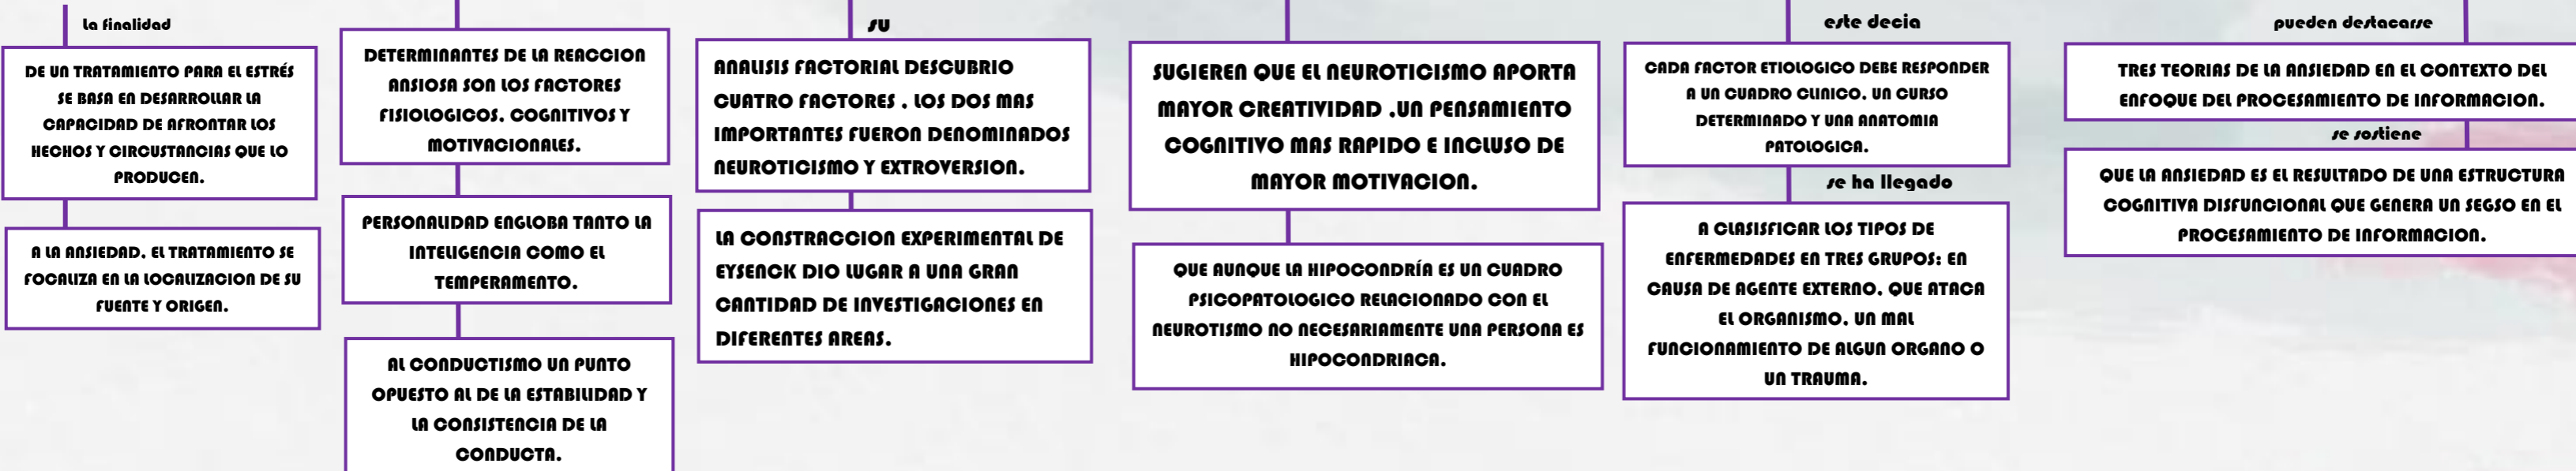 La finalidad
DE UN TRATAMIENTO PARA EL ESTRÉS
SE BASA EN DESARROLLAR LA
CAPACIDAD DE AFRONTAR LOS
HECHOS Y CIRCUSTANCIAS QUE LO
PRODUCEN.
A LA ANSIEDAD, EL TRATAMIENTO SE
FOCALIZA EN LA LOCALIZACION DE SU
FUENTE Y ORIGEN.
DETERMINANTES DE LA REACCION
ANSIOSA SON LOS FACTORES
FISIOLOGICOS, COGNITIVOS Y
MOTIVACIONALES.
PERSONALIDAD ENGLOBA TANTO LA
INTELIGENCIA COMO EL
TEMPERAMENTO.
AL CONDUCTISMO UN PUNTO
OPUESTO AL DE LA ESTABILIDAD Y
LA CONSISTENCIA DE LA
CONDUCTA.
su
ANALISIS FACTORIAL DESCUBRIO
CUATRO FACTORES , LOS DOS MAS
IMPORTANTES FUERON DENOMINADOS
NEUROTICISMO Y EXTROVERSION.
LA CONSTRACCION EXPERIMENTAL DE
EYSENCK DIO LUGAR A UNA GRAN
CANTIDAD DE INVESTIGACIONES EN
DIFERENTES AREAS.
SUGIEREN QUE EL NEUROTICISMO APORTA
MAYOR CREATIVIDAD ,UN PENSAMIENTO
COGNITIVO MAS RAPIDO E INCLUSO DE
MAYOR MOTIVACION.
QUE AUNQUE LA HIPOCONDRÍA ES UN CUADRO
PSICOPATOLOGICO RELACIONADO CON EL
NEUROTISMO NO NECESARIAMENTE UNA PERSONA ES
HIPOCONDRIACA.
este decia
CADA FACTOR ETIOLOGICO DEBE RESPONDER
A UN CUADRO CLINICO, UN CURSO
DETERMINADO Y UNA ANATOMIA
PATOLOGICA.
se ha llegado
A CLASISFICAR LOS TIPOS DE
ENFERMEDADES EN TRES GRUPOS: EN
CAUSA DE AGENTE EXTERNO, QUE ATACA
EL ORGANISMO, UN MAL
FUNCIONAMIENTO DE ALGUN ORGANO O
UN TRAUMA.
pueden destacarse
TRES TEORIAS DE LA ANSIEDAD EN EL CONTEXTO DEL
ENFOQUE DEL PROCESAMIENTO DE INFORMACION.
se sostiene
QUE LA ANSIEDAD ES EL RESULTADO DE UNA ESTRUCTURA
COGNITIVA DISFUNCIONAL QUE GENERA UN SEGSO EN EL
PROCESAMIENTO DE INFORMACION.